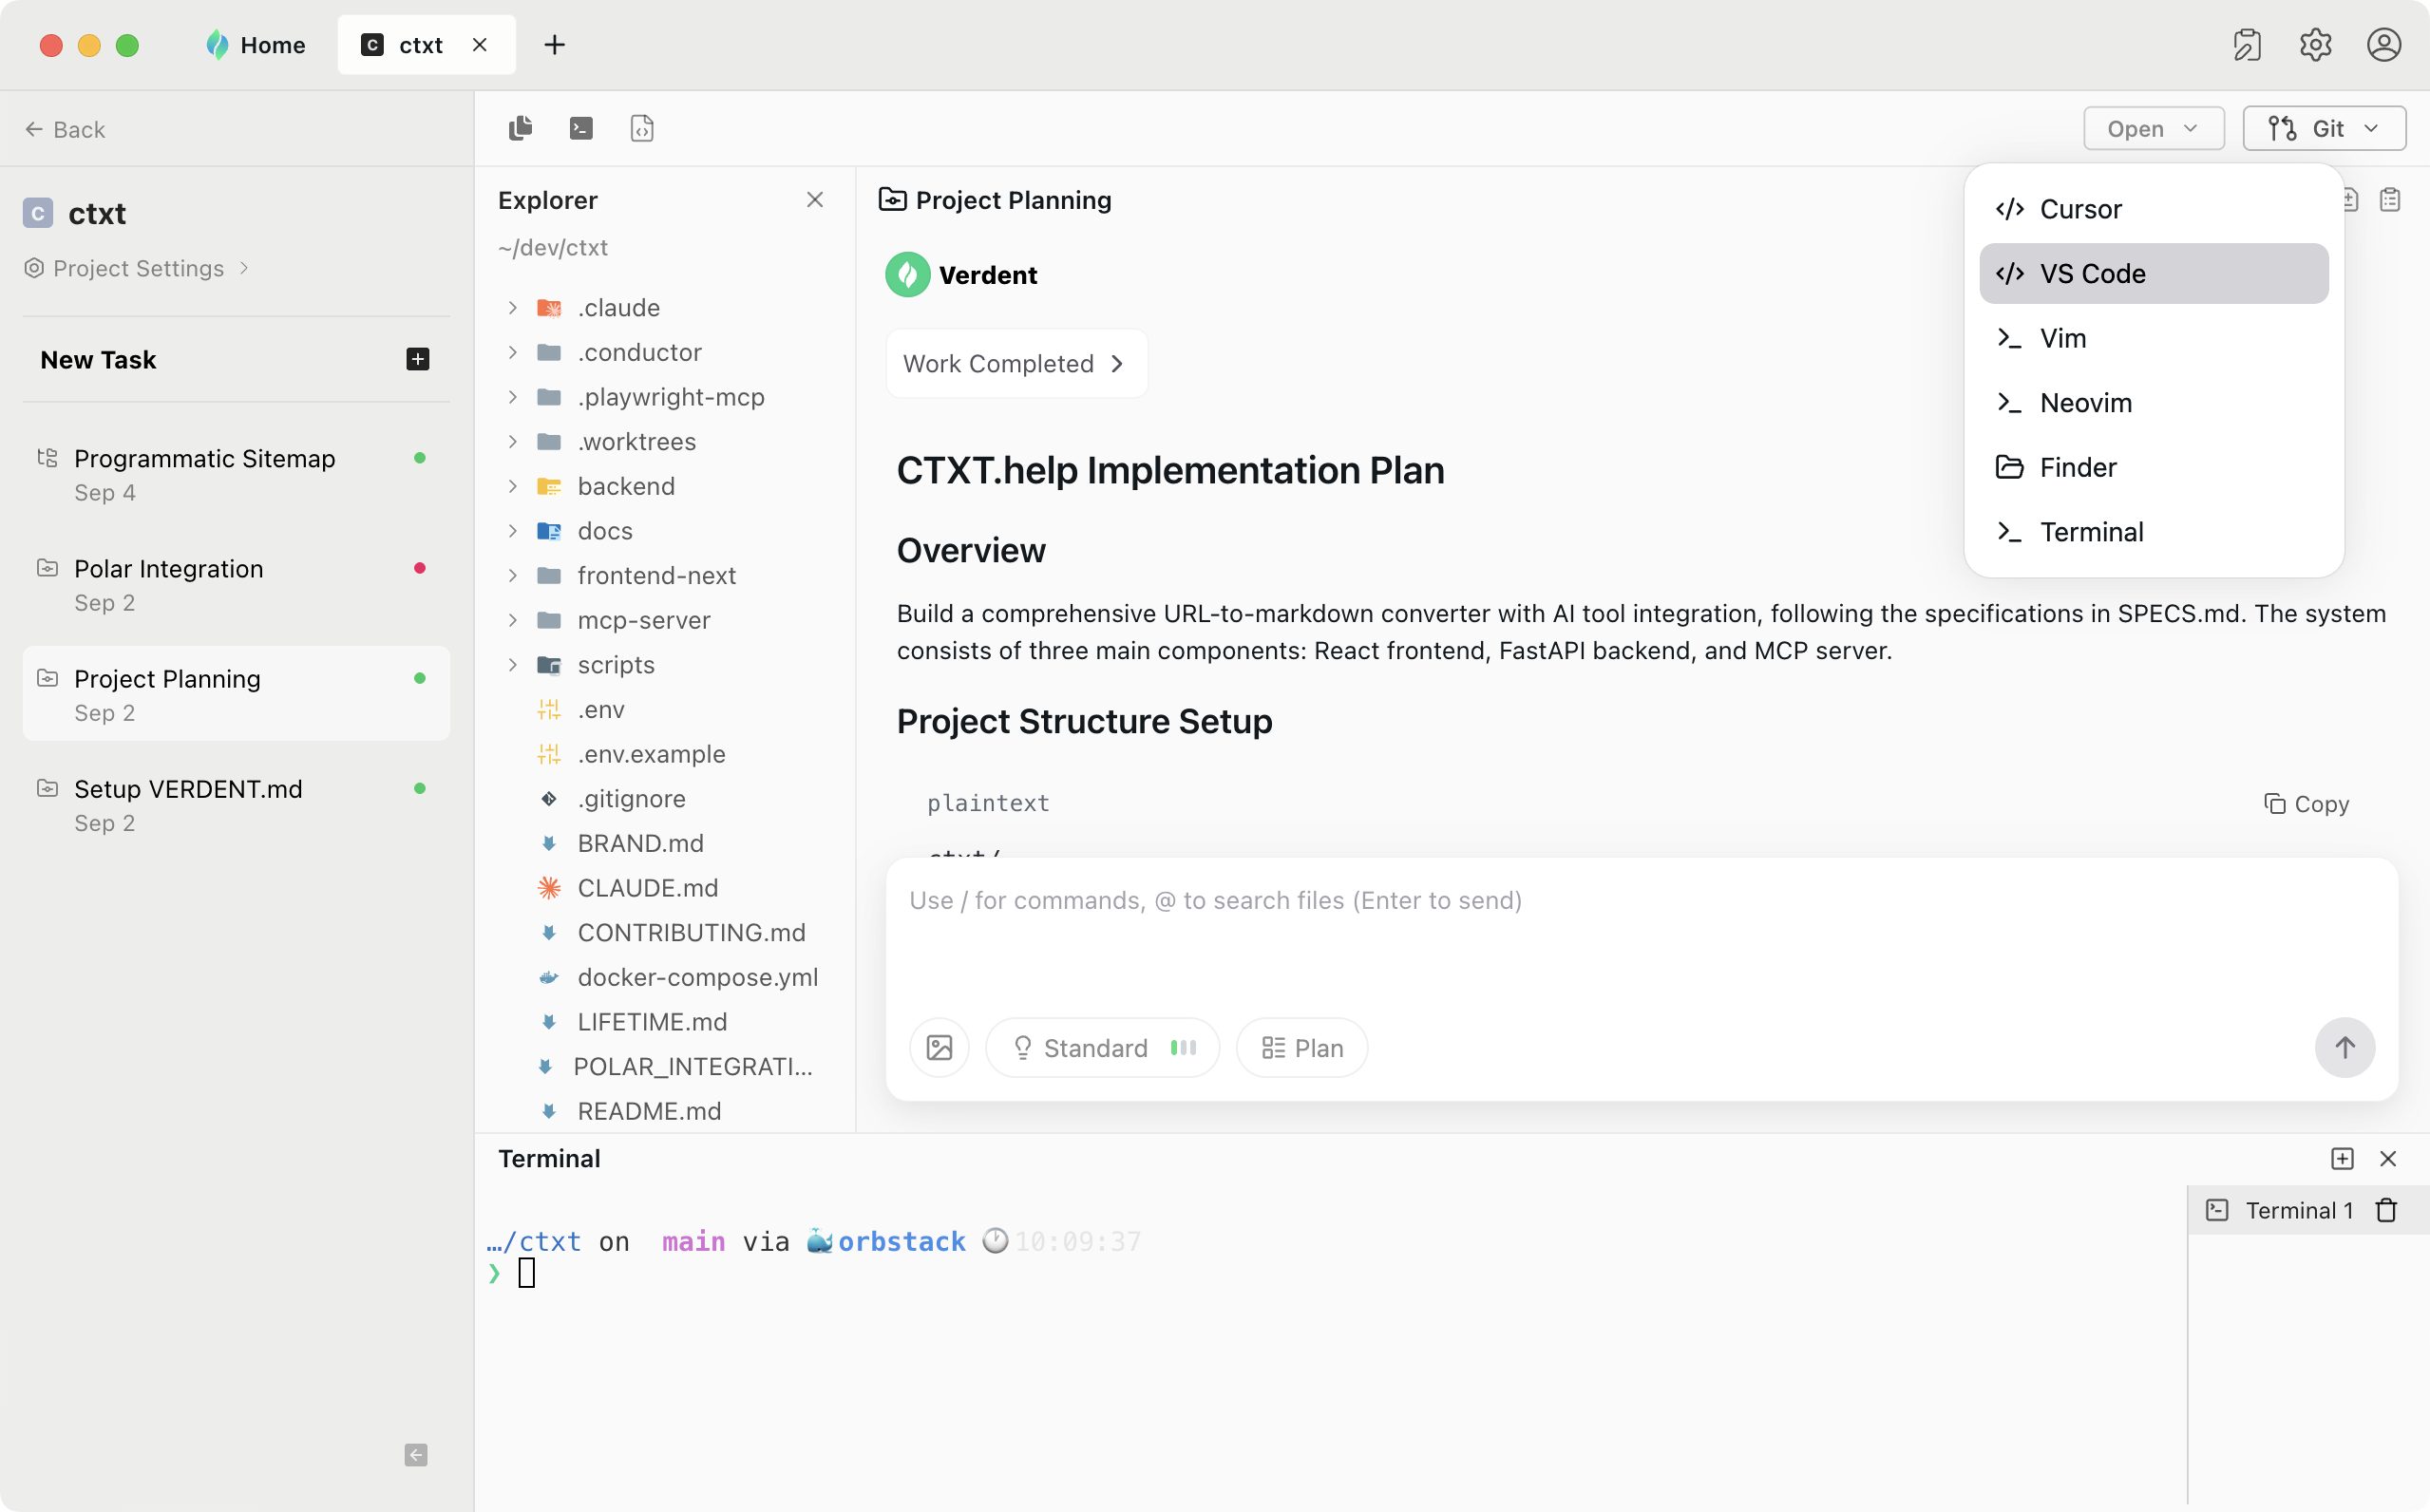 Home
C ctxt
Back
Open
Git
C ctxt
Project Settings
New Task
Programmatic Sitemap
Sep 4
Polar Integration
Sep 2
Project Planning
Sep 2
Setup VERDENT.md
Sep 2
Explorer
~/dev/ctxt
.claude
.conductor
.playwright-mcp
.worktrees
backend
docs
frontend-next
mcp-server
scripts
.env
.env.example
.gitignore
BRAND.md
CLAUDE.md
CONTRIBUTING.md
docker-compose.yml
LIFETIME.md
POLAR_INTEGRATI...
README.md
Project Planning
Verdent
Work Completed
CTXT.help Implementation Plan
Overview
Build a comprehensive URL-to-markdown converter with AI tool integration, following the specifications in SPECS.md. The system
consists of three main components: React frontend, FastAPI backend, and MCP server.
Project Structure Setup
plaintext
Copy
ctxt/
Cursor
VS Code
Vim
Neovim
Finder
Terminal
Use / for commands, @ to search files (Enter to send)
Standard
Plan
Terminal
Terminal 1
…/ctxt on main via orbstack 10:09:37
❯